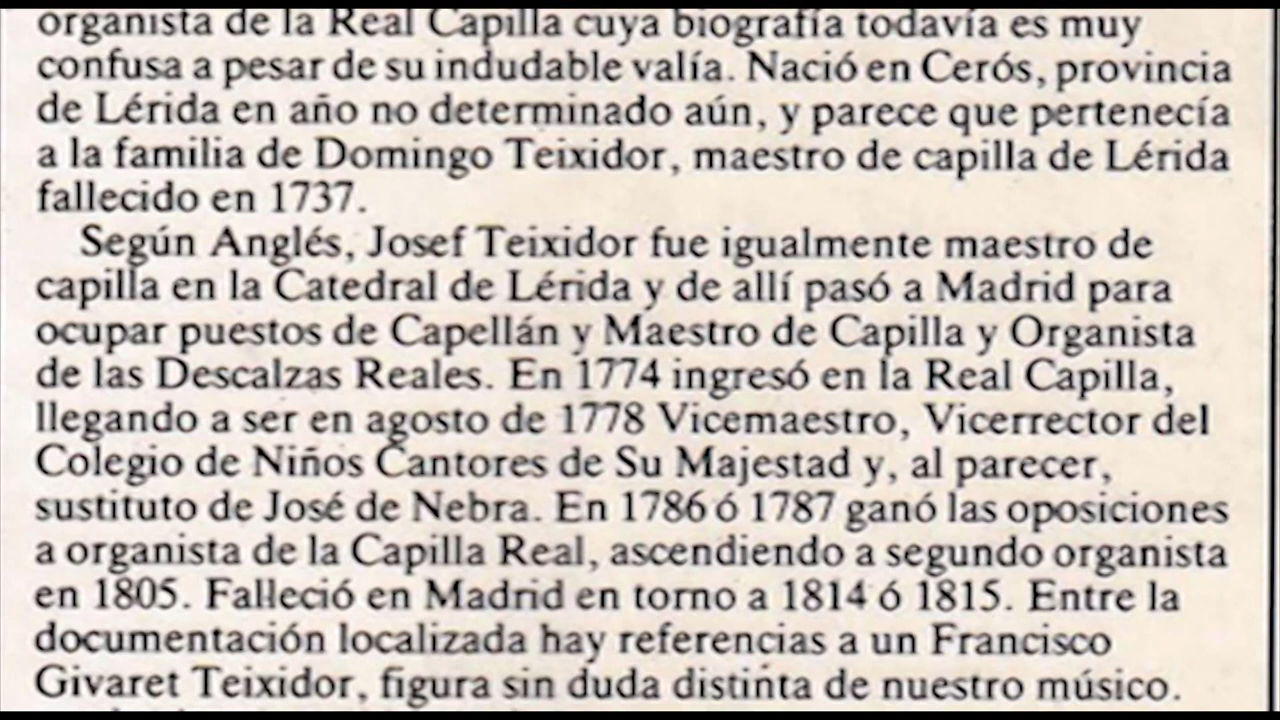 organista de la Real Capilla cuya biografía todavía es muy
confusa a pesar de su indudable valía. Nació en Cerós, provincia
de Lérida en año no determinado aún, y parece que pertenecía
a la familia de Domingo Teixidor, maestro de capilla de Lérida
fallecido en 1737.
Según Anglés, Josef Teixidor fue igualmente maestro de
capilla en la Catedral de Lérida y de allí pasó a Madrid para
ocupar puestos de Capellán y Maestro de Capilla y Organista
de las Descalzas Reales. En 1774 ingresó en la Real Capilla,
llegando a ser en agosto de 1778 Vicemaestro, Vicerrector del
Colegio de Niños Cantores de Su Majestad y, al parecer,
sustituto de José de Nebra. En 1786 ó 1787 ganó las oposiciones
a organista de la Capilla Real, ascendiendo a segundo organista
en 1805. Falleció en Madrid en torno a 1814 ó 1815. Entre la
documentación localizada hay referencias a un Francisco
Givaret Teixidor, figura sin duda distinta de nuestro músico.